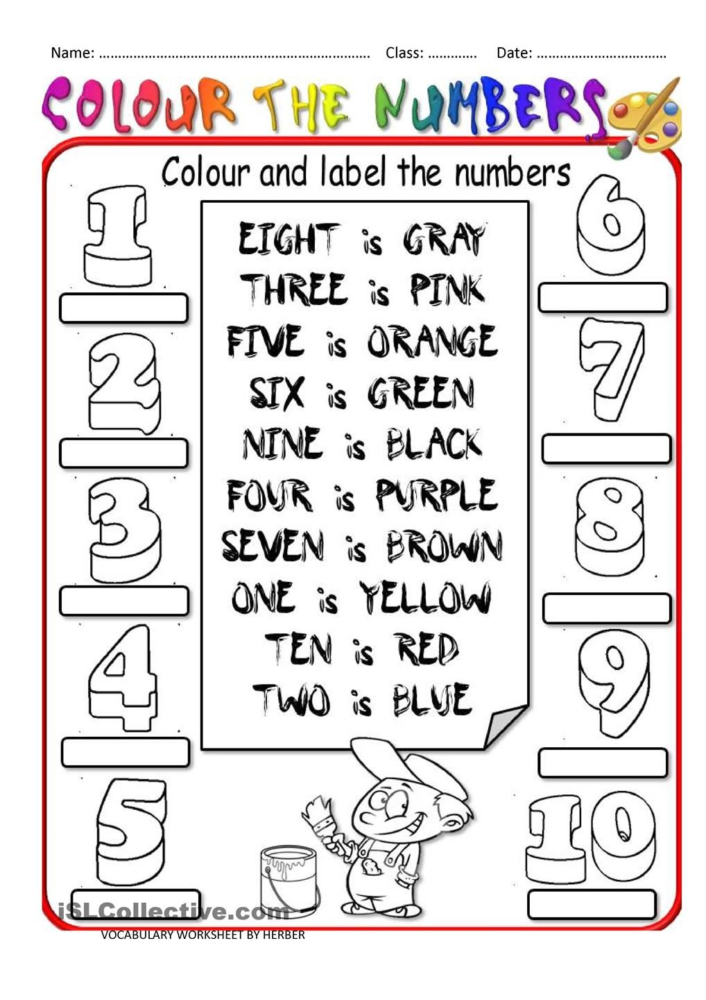 Name: ................................................................ Class: ............. Date: ..................................
COLOUR THE NUMBERS
Colour and label the numbers
1
6
EIGHT is GRAY
THREE is PINK
FIVE is ORANGE
SIX is GREEN
NINE is BLACK
FOUR is PURPLE
SEVEN is BROWN
ONE is YELLOW
TEN is RED
TWO is BLUE
2
7
3
8
4
9
5
10
iSLCollective.com
VOCABULARY WORKSHEET BY HERBER